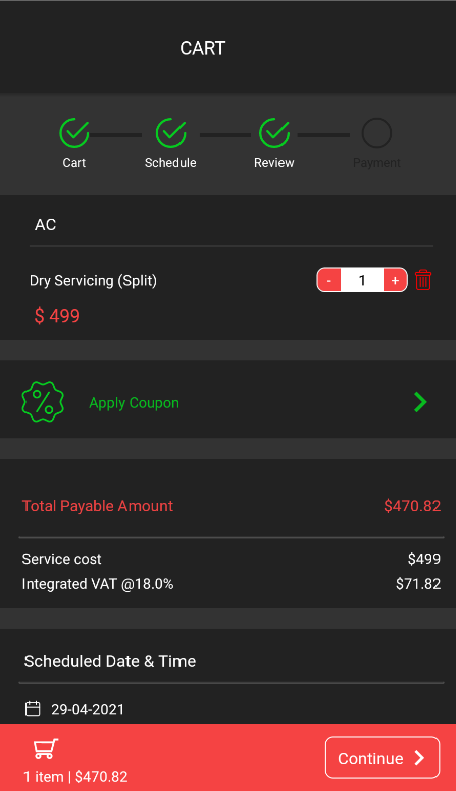 CART
Cart Schedule Review Payment
AC
Dry Servicing (Split) - 1 +
$ 499
Apply Coupon
Total Payable Amount $470.82
Service cost $499
Integrated VAT @18.0% $71.82
Scheduled Date & Time
29-04-2021
Continue
1 item | $470.82